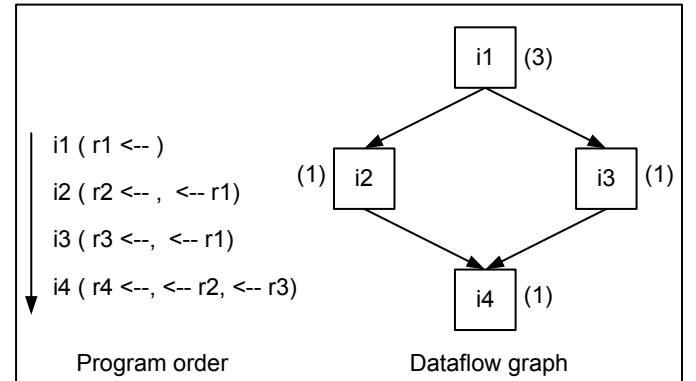 i1 ( r1 <-- )
i2 ( r2 <-- , <-- r1)
i3 ( r3 <--, <-- r1)
i4 ( r4 <--, <-- r2, <-- r3)
Program order
i1 (3)
(1) i2
i3 (1)
i4 (1)
Dataflow graph